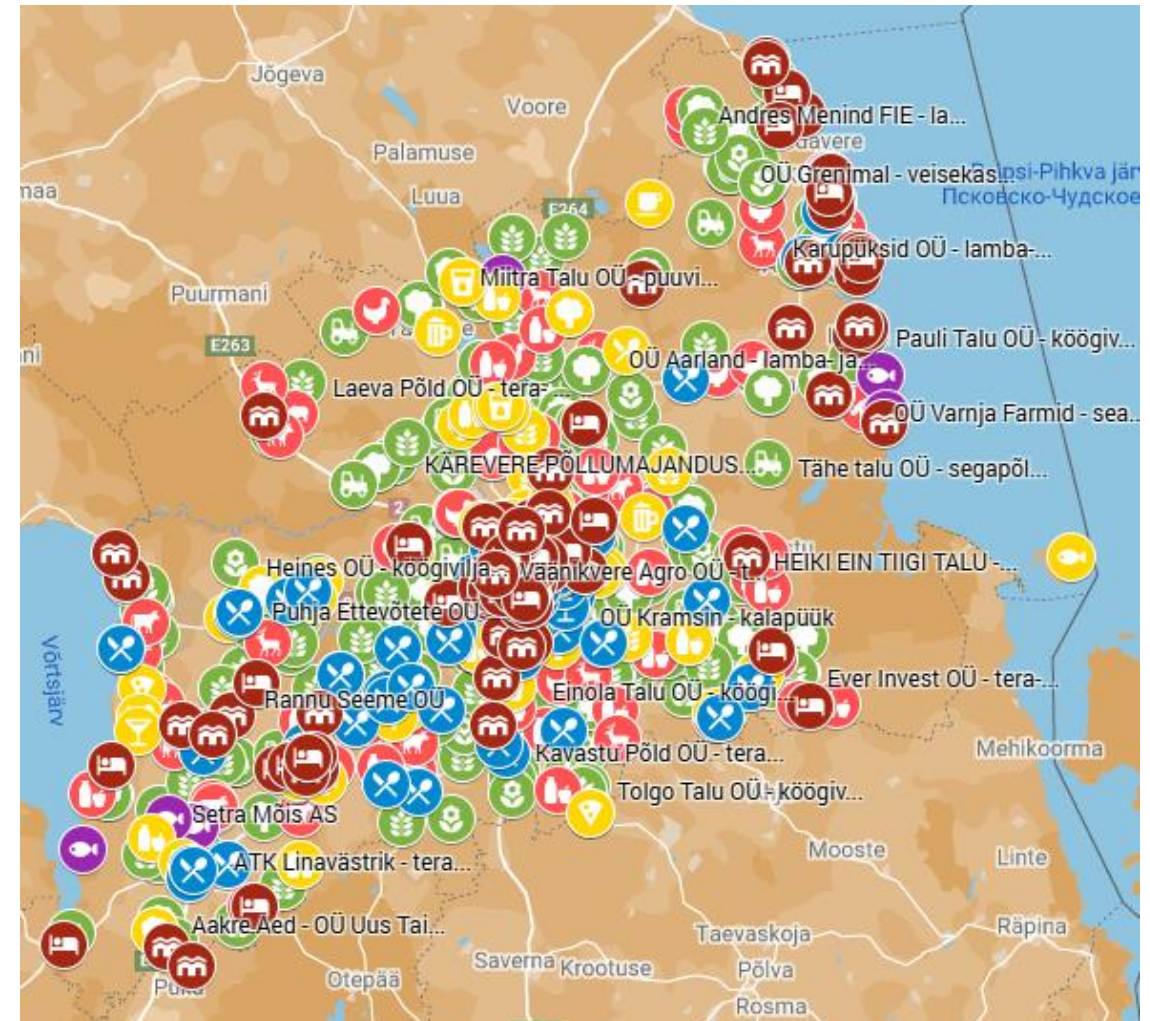 Jõgeva
Voore
Andres Menind FIE - la...
Palamuse
OÜ Grenimal - veisekas...
Luua
Псковско-Чудское
E264
Karupüksid OÜ - lamba-...
Miitra Talu OÜ - puuvi...
Puurmani
E263
Pauli Talu OÜ - köögiv...
OÜ Aarland - lamba- ja...
Laeva Põld OÜ - tera-...
OÜ Varnja Farmid - sea...
KÄREVERE PÕLLUMAJANDUS...
Tähe talu OÜ - segapõl...
HEIKI EIN TIIGI TALU -...
Heines OÜ - köögivilja...
Väänikvere Agro OÜ - t...
Puhja Ettevõtete OÜ
OÜ Kramsin - kalapüük
Võrtsjärv
Ever Invest OÜ - tera-...
Einola Talu OÜ - köögi...
Rannu Seeme OÜ
Mehikoorma
Kavastu Põld OÜ - tera...
Tolgo Talu OÜ - köögiv...
Setra Mõis AS
Mooste
Linte
ATK Linavästrik - tera...
Aakre Aed - OÜ Uus Tai...
Taevaskoja
Räpina
Saverna
Krootuse
Põlva
Otepää
Puka
Rosma